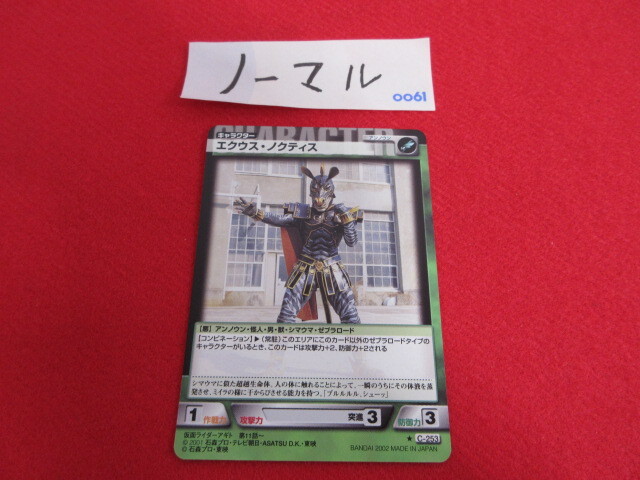 ノーマル
0061
CHARACTER
キャラクター
エクウス・ノクティス
【悪】アンノウン・怪人・男・獣・シマウマ・ゼブラロード
【コンビネーション】▶(常駐)このエリアにこのカード以外のゼブラロードタイプの
キャラクターがいるとき、このカードは攻撃力+2、防御力+2される
シマウマに似た超越生命体。人の体に触れることによって、一瞬のうちにその体液を蒸
発させ、ミイラの様に干からびさせる能力を持つ。「ブルルルル、シューッ」
1 作戦力 攻撃力 突進 3 防御力 3
仮面ライダーアギト 第11話〜
★ C-253
© 2001 石森プロ・テレビ朝日・ASATSU D.K.・東映
© 石森プロ・東映
BANDAI 2002 MADE IN JAPAN